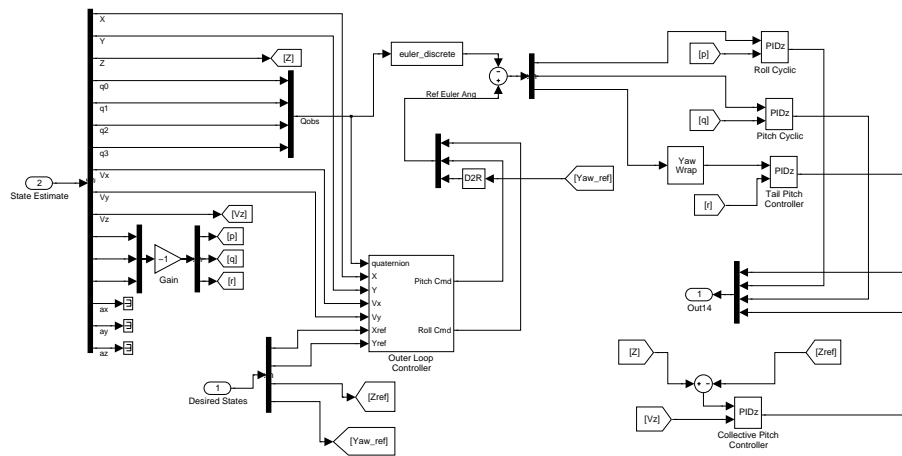 X
Y
Z
[Z]
q0
q1
q2
q3
Qobs
euler_discrete
−
+
Ref Euler Ang
[p]
PIDz
Roll Cyclic
[q]
PIDz
Pitch Cyclic
Yaw
Wrap
[r]
PIDz
Tail Pitch
Controller
D2R
[Yaw_ref]
2
State Estimate
Vx
Vy
Vz
[Vz]
−1
Gain
[p]
[q]
[r]
ax
ay
az
quaternion
X
Y
Vx
Vy
Xref
Yref
Pitch Cmd
Roll Cmd
Outer Loop
Controller
1
Out14
1
Desired States
[Zref]
[Yaw_ref]
[Z]
+
−
[Zref]
[Vz]
PIDz
Collective Pitch
Controller